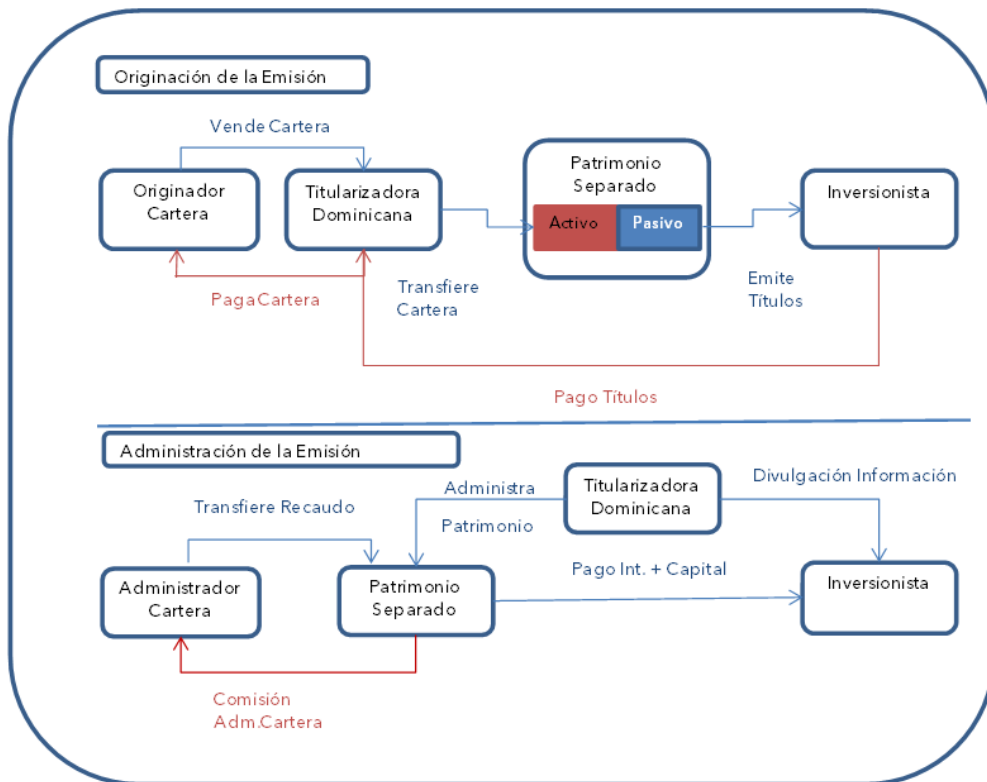 Originación de la Emisión
Vende Cartera
Originador
Cartera
Titularizadora
Dominicana
Patrimonio
Separado
Activo
Pasivo
Inversionista
Paga Cartera
Transfiere
Cartera
Emite
Títulos
Pago Títulos
Administración de la Emisión
Transfiere Recaudo
Administra
Patrimonio
Titularizadora
Dominicana
Divulgación Información
Administrador
Cartera
Patrimonio
Separado
Pago Int. + Capital
Inversionista
Comisión
Adm.Cartera